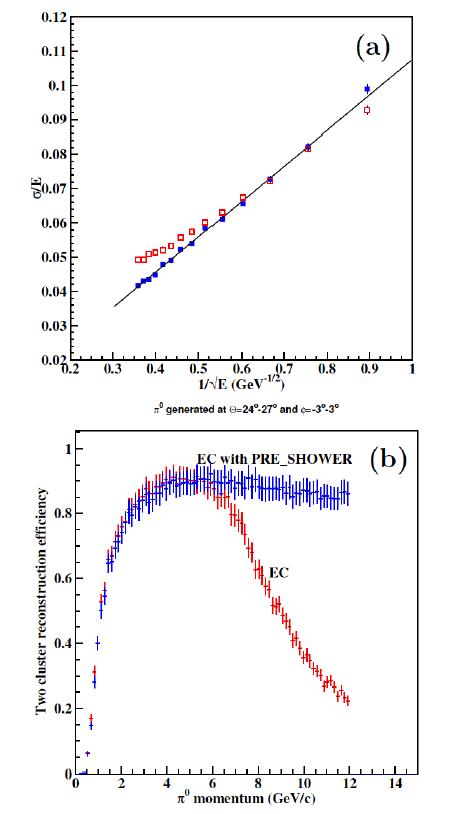 0.12
(a)
0.11
0.1
0.09
0.08
σ/E
0.07
0.06
0.05
0.04
0.03
0.02
0.2 0.3 0.4 0.5 0.6 0.7 0.8 0.9 1
1/√E (GeV⁻¹/²)
π⁰ generated at Θ=24°-27° and ϕ=-3°-3°
1
EC with PRE_SHOWER
(b)
0.8
Two cluster reconstruction efficiency
0.6
EC
0.4
0.2
0
0 2 4 6 8 10 12 14
π⁰ momentum (GeV/c)